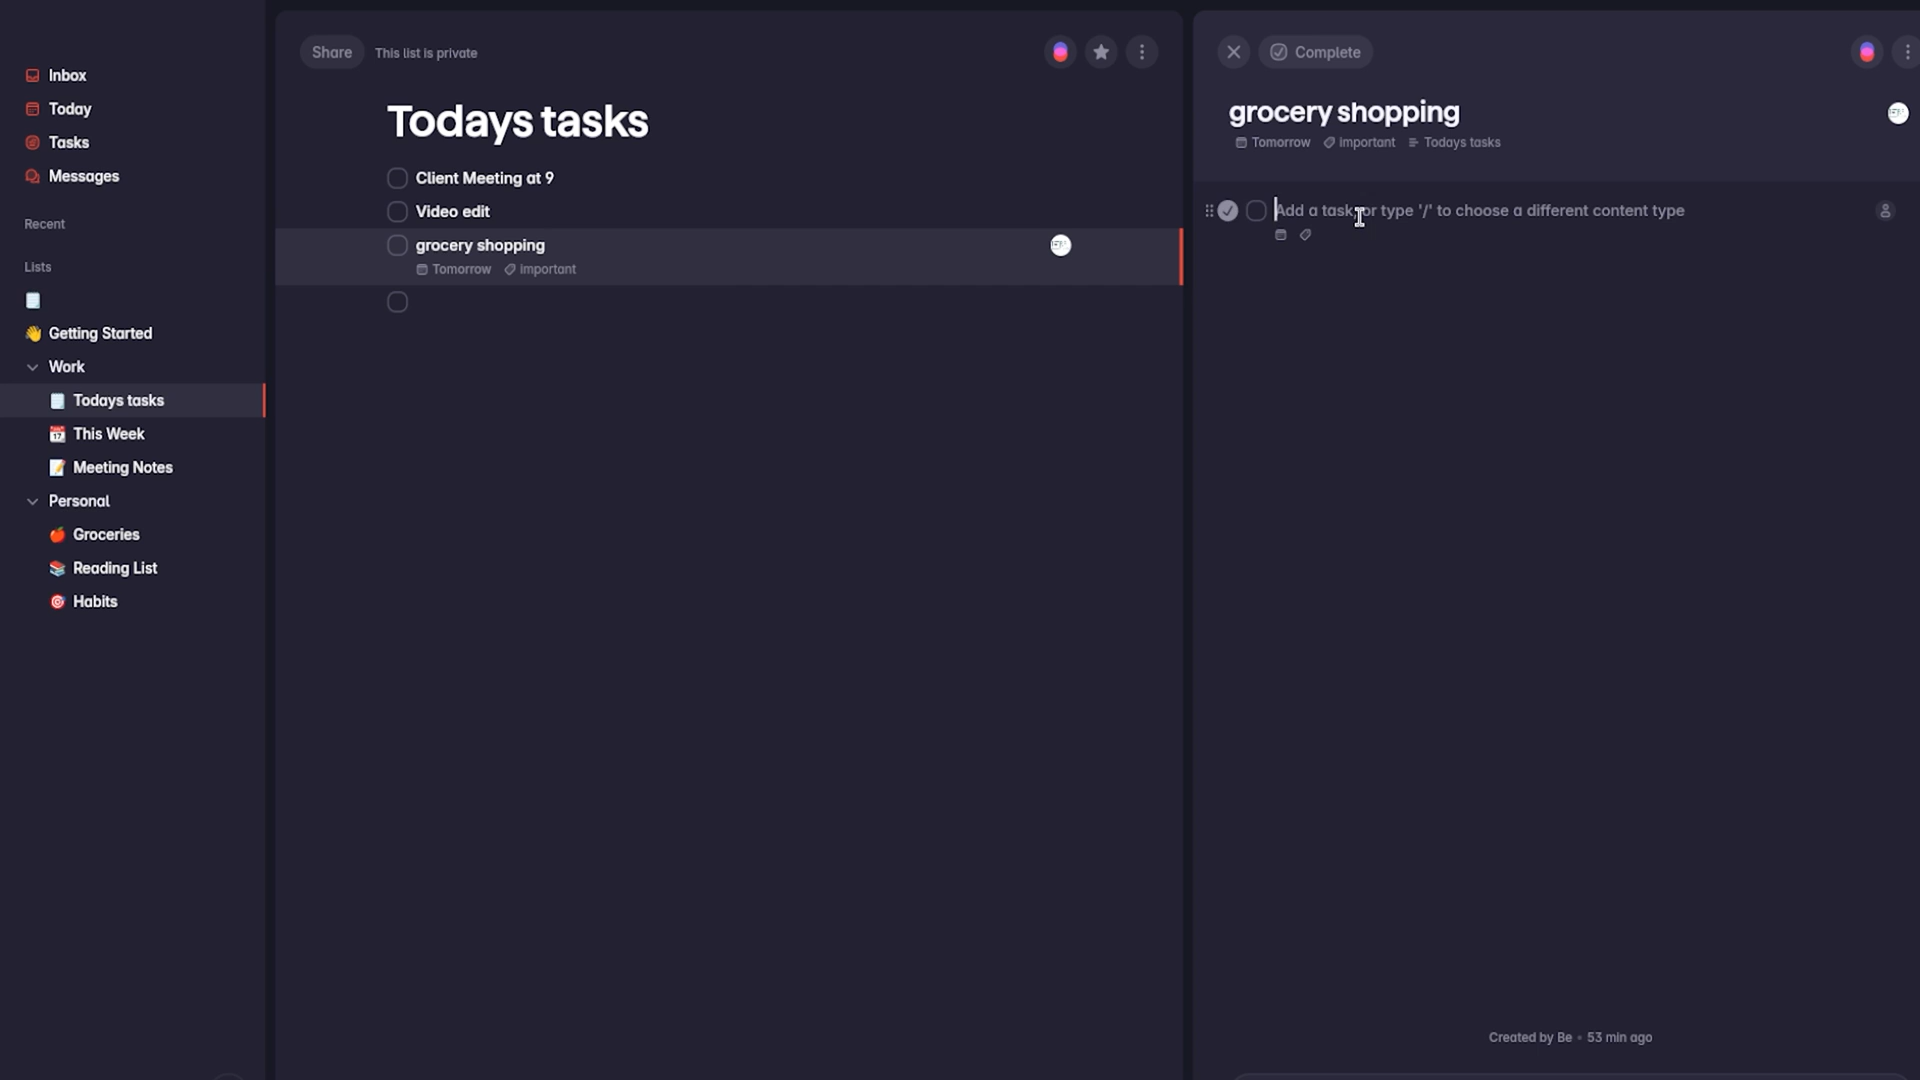 Inbox
Today
Tasks
Messages
Recent
Lists
Getting Started
Work
Todays tasks
This Week
Meeting Notes
Personal
Groceries
Reading List
Habits
Share This list is private
Todays tasks
Client Meeting at 9
Video edit
grocery shopping
Tomorrow important
Complete
grocery shopping
Tomorrow important Todays tasks
Add a task, or type '/' to choose a different content type
Created by Be • 53 min ago